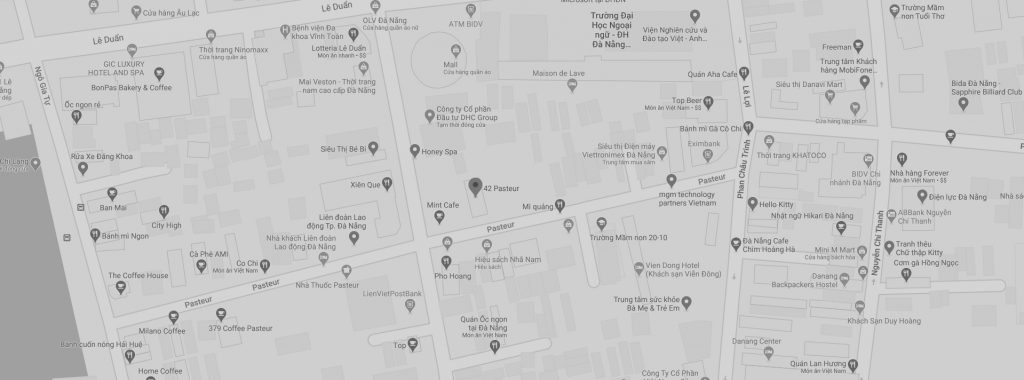 Cửa hàng Âu Lạc
Lê Duẩn
Lê Duẩn
Bệnh viện Đa
khoa Vĩnh Toàn
OLV Đà Nẵng
Cửa hàng quần áo nữ
ATM BIDV
Trường Đại
Học Ngoại
ngữ - ĐH
Đà Nẵng...
Viện Nghiên cứu và
Đào tạo Việt - Anh...
Trường Mầm
non Tuổi Thơ
Thời trang Ninomaxx
Cửa hàng quần áo
Lotteria Lê Duẩn
Món ăn nhanh - $$
Mall
Cửa hàng quần áo
Freeman
GIC LUXURY
HOTEL AND SPA
BonPas Bakery & Coffee
Mai Veston - Thời trang
nam cao cấp Đà Nẵng
Maison de Lave
Quán Aha Cafe
Lê Lợi
Trung tâm Khách
hàng MobiFone...
Siêu thị Danavi Mart
Bida Đà Nẵng -
Sapphire Billiard Club
Ngô Gia Tự
Ốc ngon rẻ.
Công ty Cổ phần
Đầu tư DHC Group
Tạm thời đóng cửa
Top Beer
Món ăn Việt Nam - $$
Cửa hàng tạp phẩm
Bánh mì Gà Cô Chi
Eximbank
Chi Lăng
Rửa Xe Đăng Khoa
Siêu Thị Bé Bi
Honey Spa
Siêu thị Điện máy
Viettronimex Đà Nẵng
Trung tâm mua sắm
Phan Châu Trinh
Thời trang KHATOCO
BIDV Chi
nhánh Đà Nẵng
Nhà hàng Forever
Món ăn Việt Nam - $$
Xiên Que
42 Pasteur
Pasteur
mgm technology
partners Vietnam
Điện lực Đà Nẵng
Nhà sác
Ban Mai
City High
Mint Cafe
Mì quảng
Hello Kitty
Nhật ngữ Hikari Đà Nẵng
ABBank Nguyễn
Chí Thanh
Liên đoàn Lao
động Tp. Đà Nẵng
Pasteur
Trường Mầm non 20-10
Bánh mì Ngon
Nhà khách Liên đoàn
Lao động Đà Nẵng
Đà Nẵng Cafe
Chim Hoàng Hà
Mini M Mart
Cửa hàng bách hóa
Nguyễn Chí Thanh
Tranh thêu
Chữ thập Kitty
Cà Phê AMI
Co Chi
Món ăn Việt Nam
Pho Hoang
Hiệu sách Nhã Nam
Hiệu sách
Vien Dong Hotel
(Khách sạn Viễn Đông)
Cơm gà Hồng Ngọc
The Coffee House
Pasteur
Nhà Thuốc Pasteur
Danang
Backpackers Hostel
LienVietPostBank
Trung tâm sức khỏe
Bà Mẹ & Trẻ Em
Pasteur
Milano Coffee
379 Coffee Pasteur
Quán Ốc ngon
tại Đà Nẵng
Món ăn Việt Nam
Khách Sạn Duy Hoàng
Bánh cuốn nóng Hải Huệ
Top
Danang Center
Quán Lan Hương
Món ăn Việt Nam
Home Coffee
Công Ty Cổ Phần